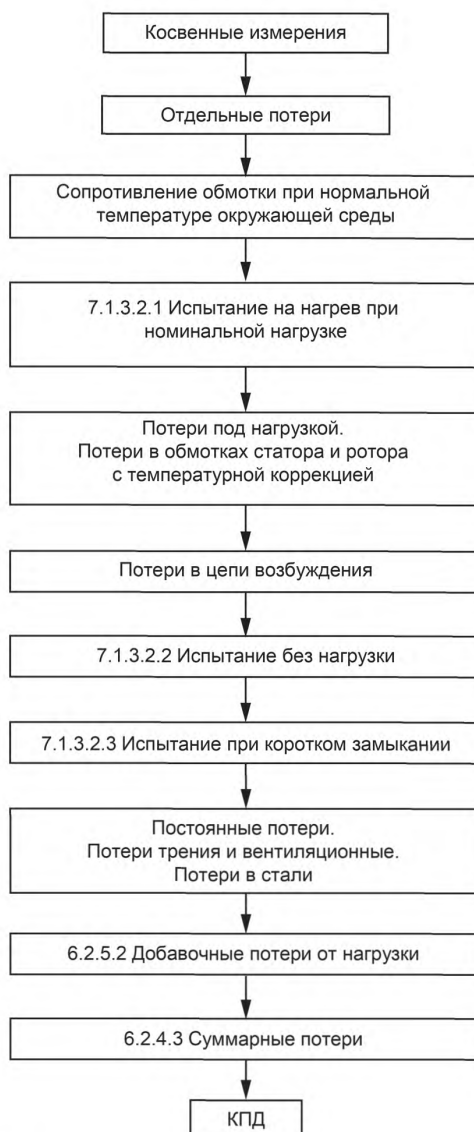 Косвенные измерения
Отдельные потери
Сопротивление обмотки при нормальной
температуре окружающей среды
7.1.3.2.1 Испытание на нагрев при
номинальной нагрузке
Потери под нагрузкой.
Потери в обмотках статора и ротора
с температурной коррекцией
Потери в цепи возбуждения
7.1.3.2.2 Испытание без нагрузки
7.1.3.2.3 Испытание при коротком замыкании
Постоянные потери.
Потери трения и вентиляционные.
Потери в стали
6.2.5.2 Добавочные потери от нагрузки
6.2.4.3 Суммарные потери
КПД